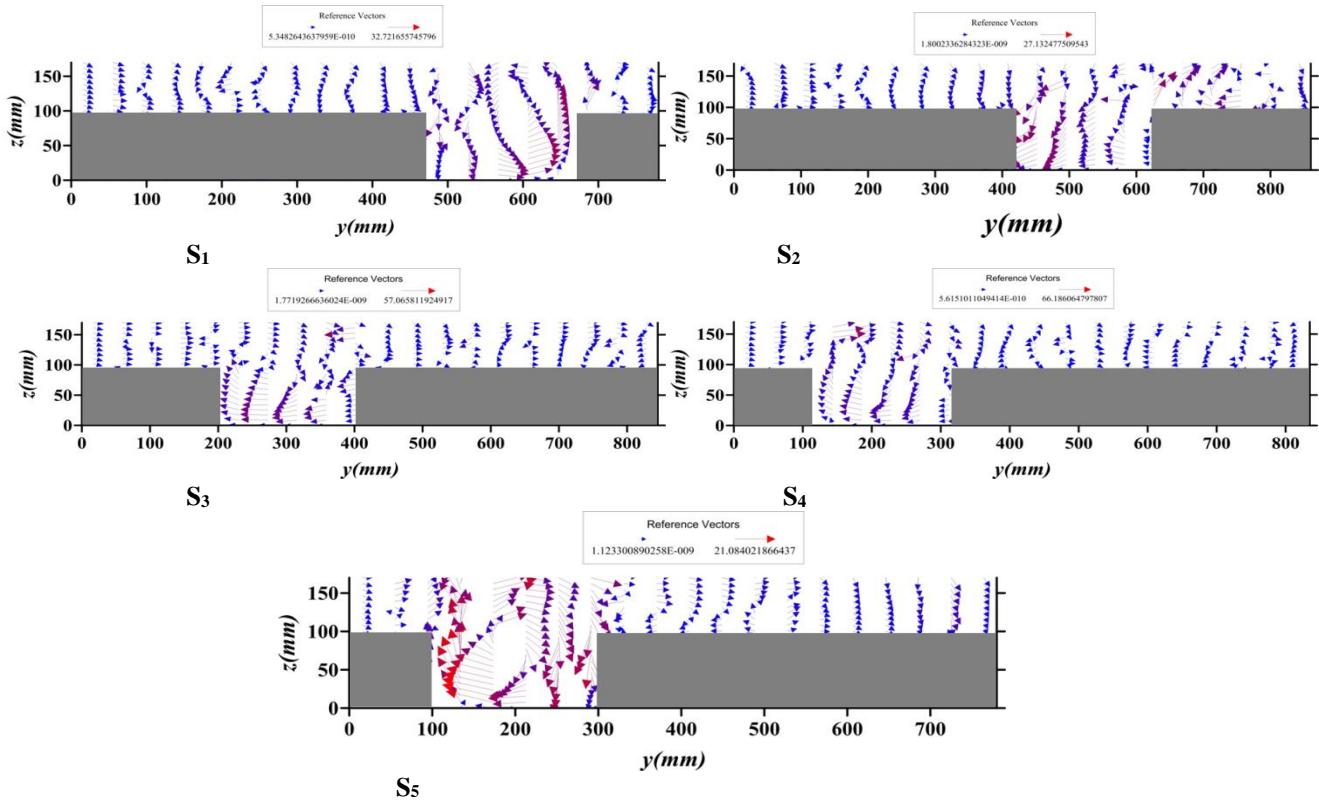 Reference Vectors
5.3482643637959E-010 32.721655745796
z(mm)
150
100
50
0
0 100 200 300 400 500 600 700
y(mm)
S₁
Reference Vectors
1.8002336284323E-009 27.132477509543
z(mm)
150
100
50
0
0 100 200 300 400 500 600 700 800
y(mm)
S₂
Reference Vectors
1.7719266636024E-009 57.065811924917
z(mm)
150
100
50
0
0 100 200 300 400 500 600 700 800
y(mm)
S₃
Reference Vectors
5.6151011049414E-010 66.186064797807
z(mm)
150
100
50
0
0 100 200 300 400 500 600 700 800
y(mm)
S₄
Reference Vectors
1.123300890258E-009 21.084021866437
z(mm)
150
100
50
0
0 100 200 300 400 500 600 700
y(mm)
S₅